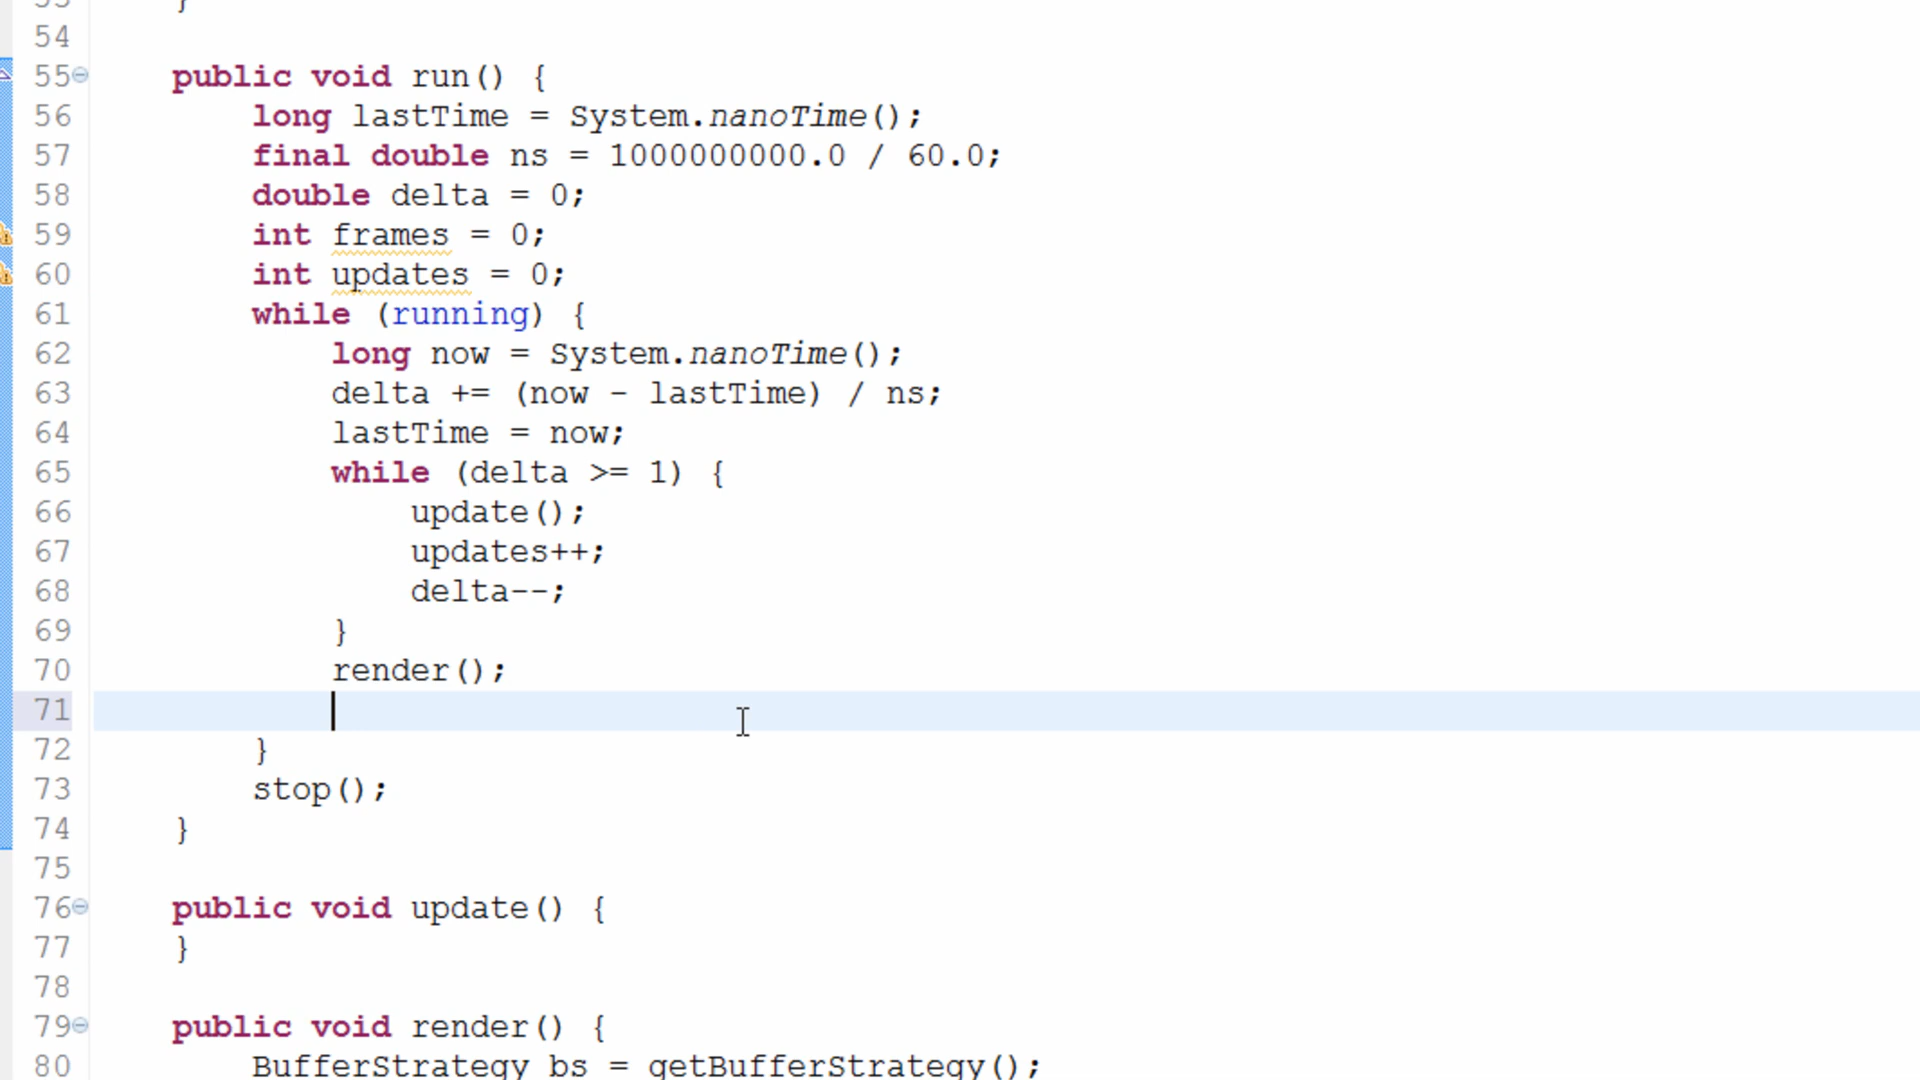 54
55 public void run() {
56 long lastTime = System.nanoTime();
57 final double ns = 1000000000.0 / 60.0;
58 double delta = 0;
59 int frames = 0;
60 int updates = 0;
61 while (running) {
62 long now = System.nanoTime();
63 delta += (now - lastTime) / ns;
64 lastTime = now;
65 while (delta >= 1) {
66 update();
67 updates++;
68 delta--;
69 }
70 render();
71
72 }
73 stop();
74 }
75
76 public void update() {
77 }
78
79 public void render() {
80 BufferStrategy bs = getBufferStrategy();